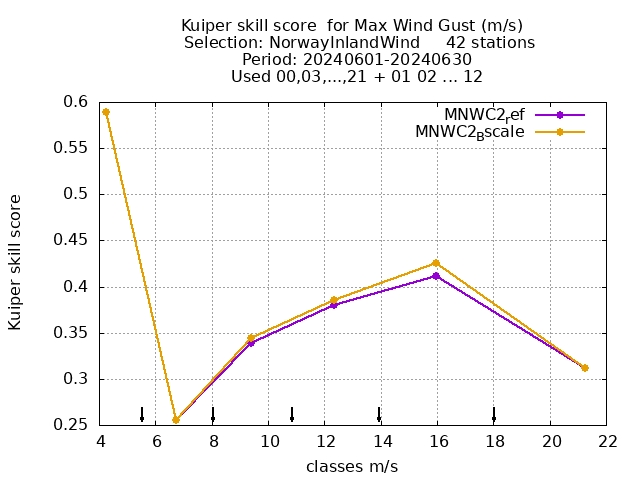 Kuiper skill score  for Max Wind Gust (m/s)
Selection: NorwayInlandWind     42 stations
Period: 20240601-20240630
Used 00,03,...,21 + 01 02 ... 12
MNWC2ref
MNWC2Bscale
0.6
0.55
0.5
0.45
0.4
0.35
0.3
0.25
Kuiper skill score
4 6 8 10 12 14 16 18 20 22
classes m/s